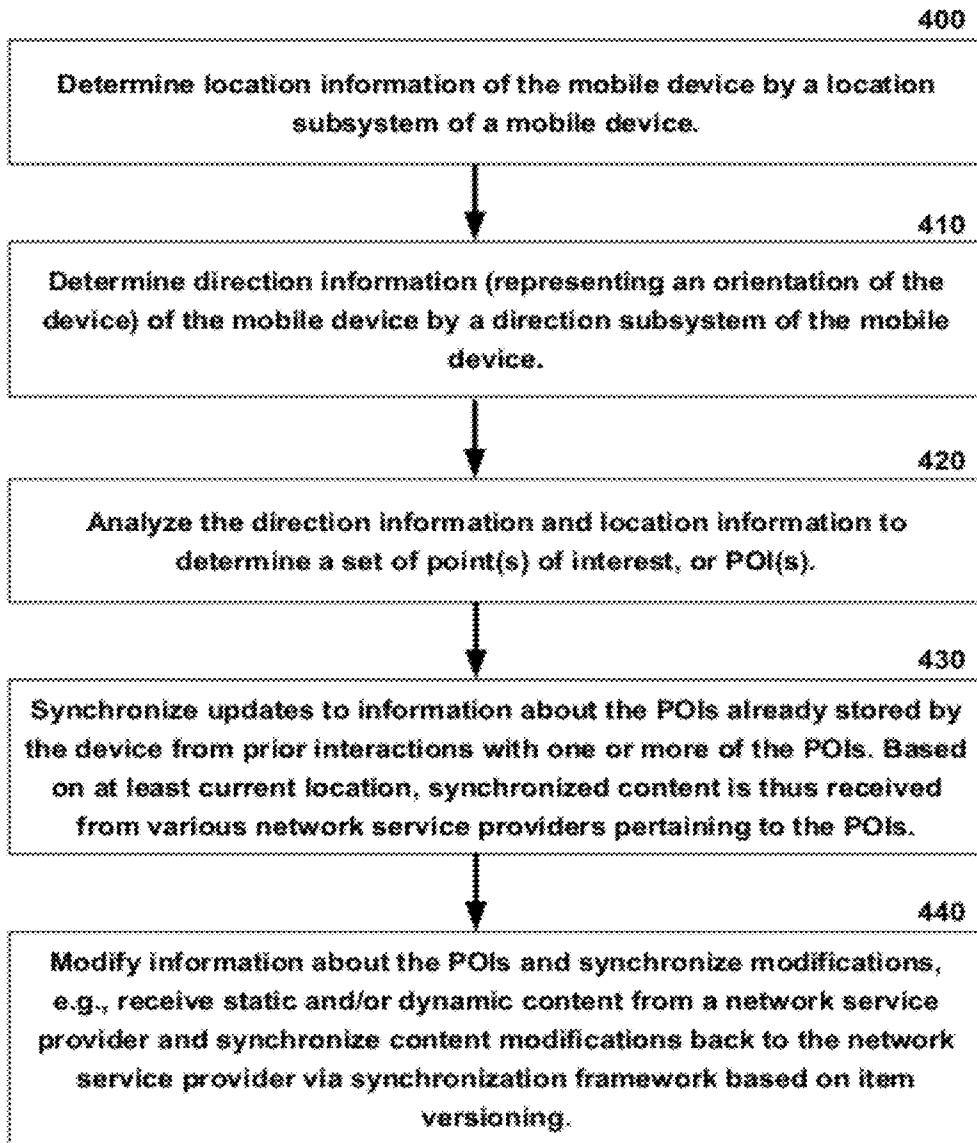 400
Determine location information of the mobile device by a location
subsystem of a mobile device.
410
Determine direction information (representing an orientation of the
device) of the mobile device by a direction subsystem of the mobile
device.
420
Analyze the direction information and location information to
determine a set of point(s) of interest, or POI(s).
430
Synchronize updates to information about the POIs already stored by
the device from prior interactions with one or more of the POIs. Based
on at least current location, synchronized content is thus received
from various network service providers pertaining to the POIs.
440
Modify information about the POIs and synchronize modifications,
e.g., receive static and/or dynamic content from a network service
provider and synchronize content modifications back to the network
service provider via synchronization framework based on item
versioning.